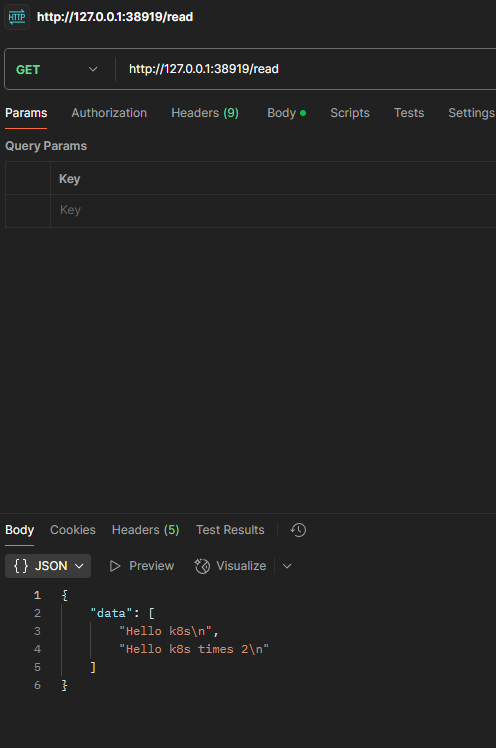 HTTP http://127.0.0.1:38919/read
GET http://127.0.0.1:38919/read
Params Authorization Headers (9) Body Scripts Tests Settings
Query Params
Key
Key
Body Cookies Headers (5) Test Results
{ } JSON Preview Visualize
1 {
2 "data": [
3 "Hello k8s\n",
4 "Hello k8s times 2\n"
5 ]
6 }